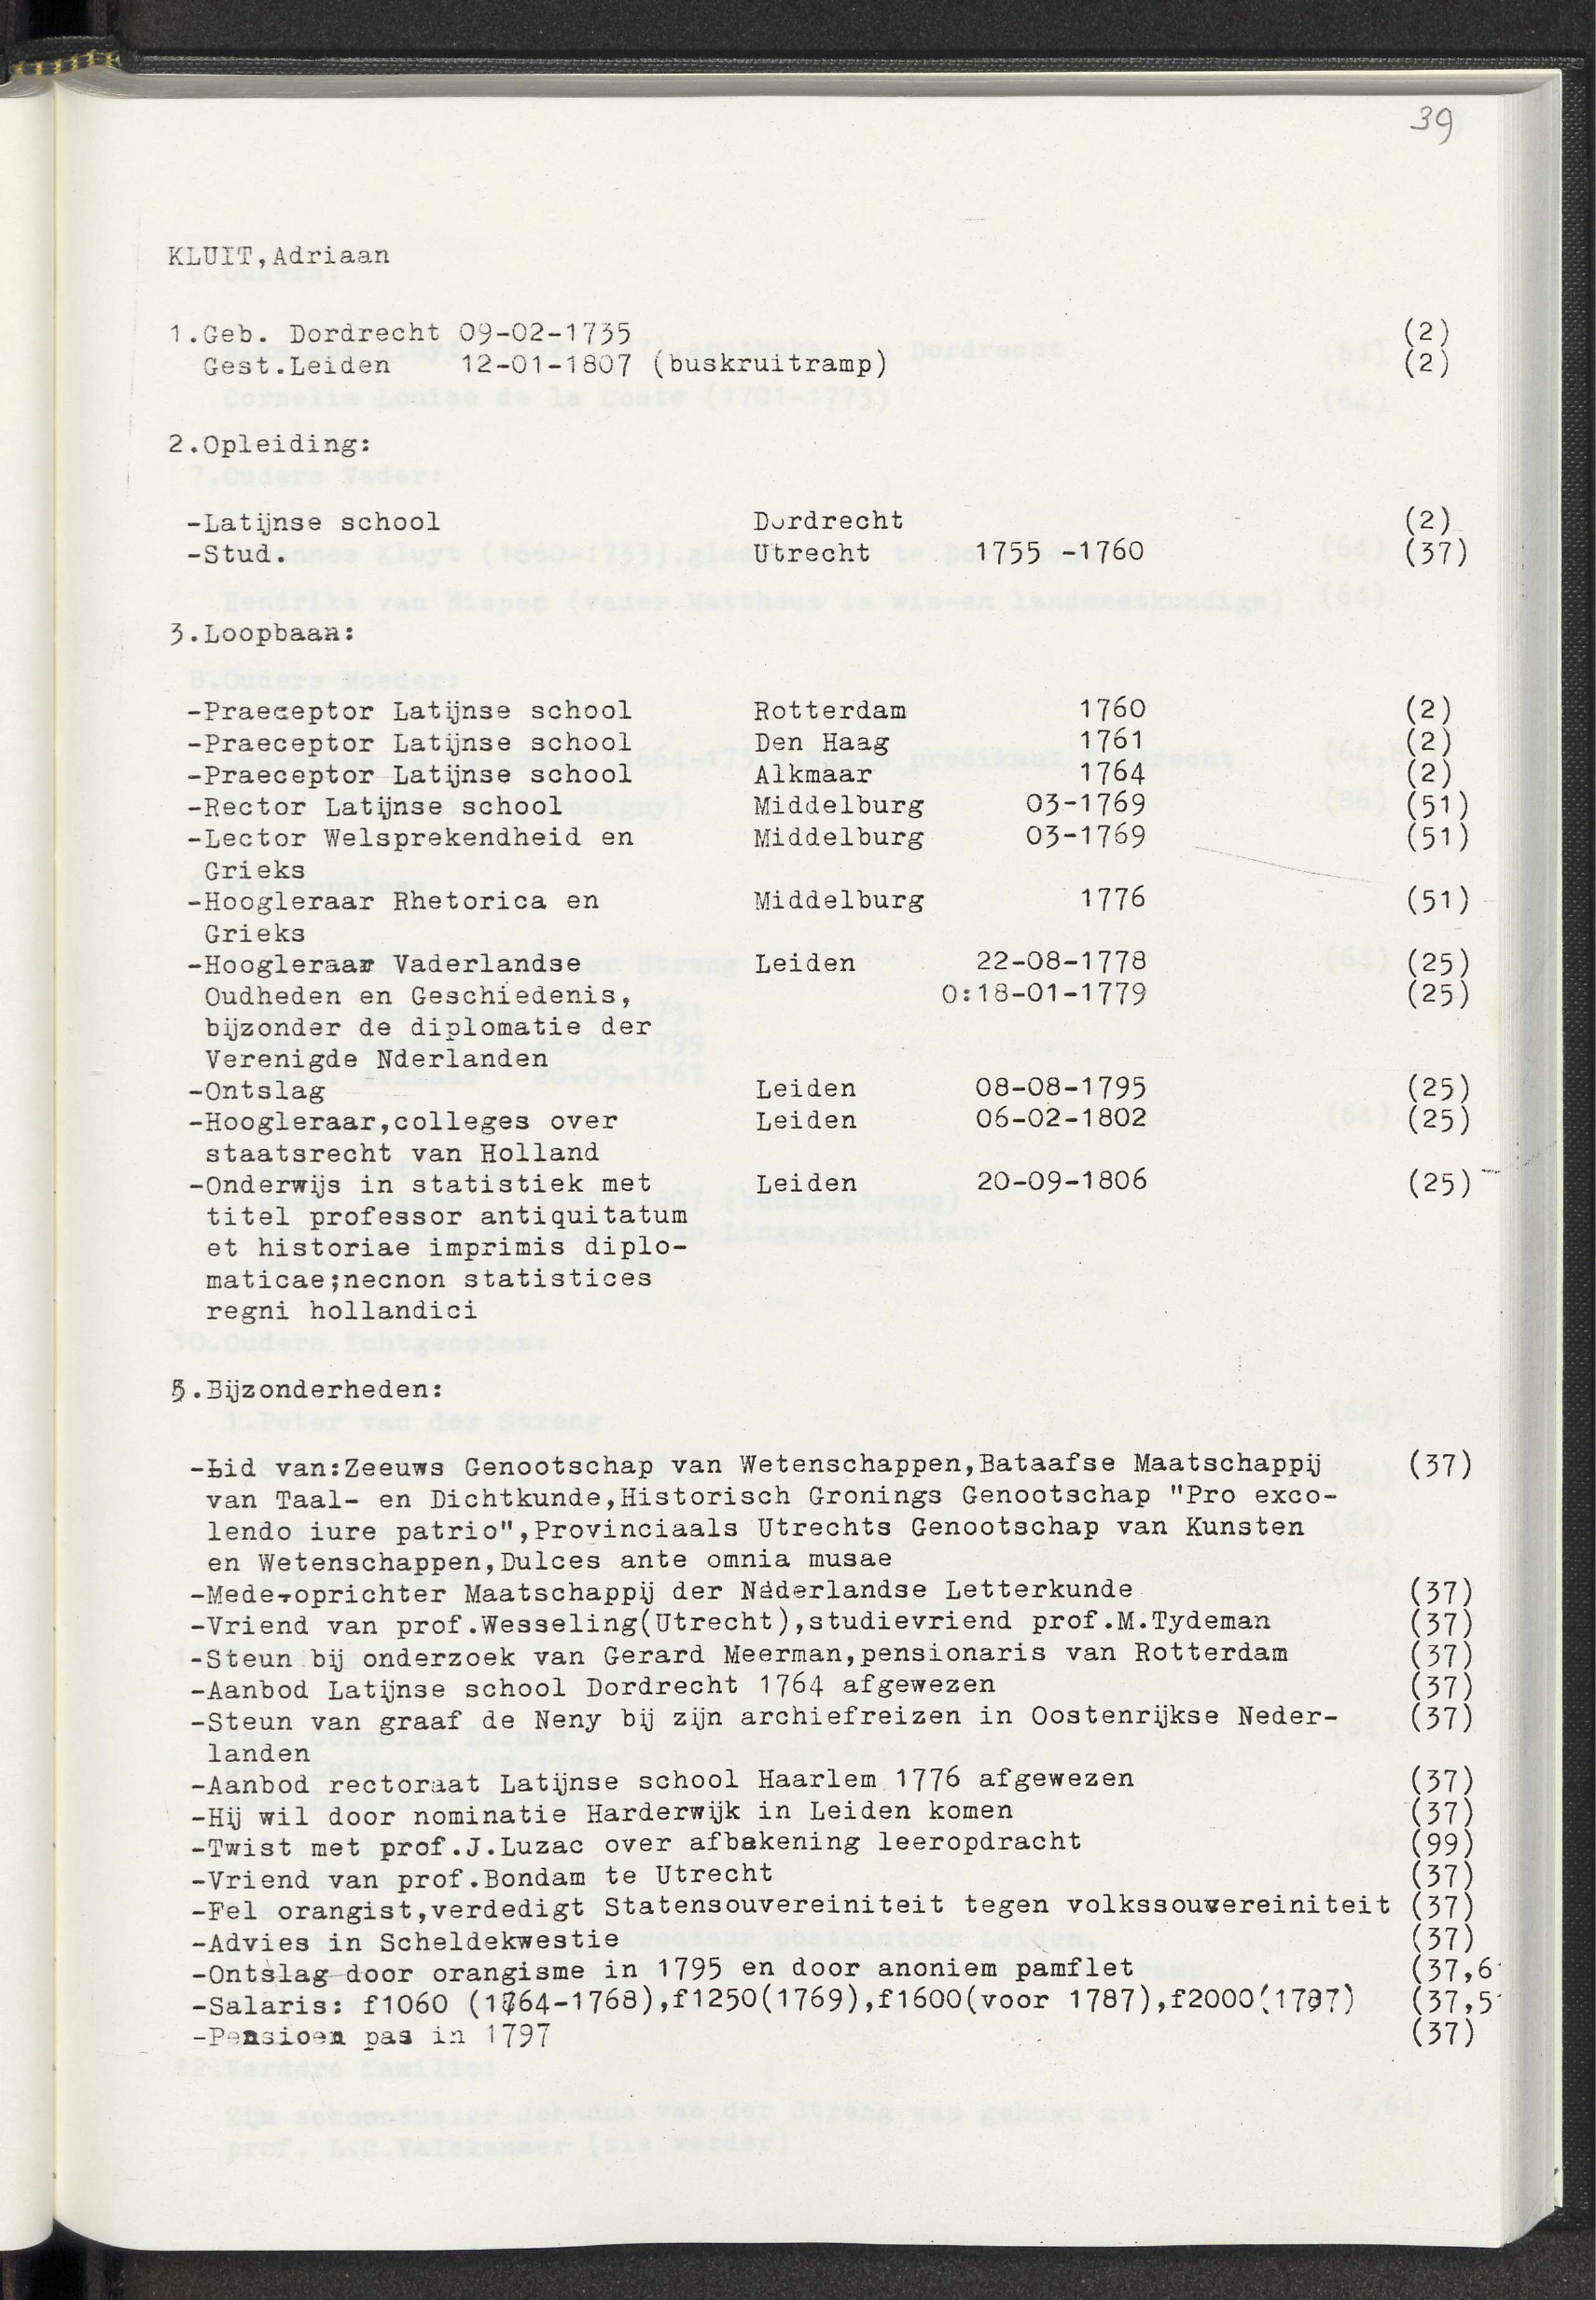 39
KLUIT,Adriaan
1.Geb. Dordrecht 09-02-1735 (2)
Gest.Leiden 12-01-1807 (buskruitramp) (2)
2.Opleiding:
-Latijnse school Dordrecht (2)
-Stud. Utrecht 1755 -1760 (37)
3.Loopbaan:
-Praeceptor Latijnse school Rotterdam 1760 (2)
-Praeceptor Latijnse school Den Haag 1761 (2)
-Praeceptor Latijnse school Alkmaar 1764 (2)
-Rector Latijnse school Middelburg 03-1769 (51)
-Lector Welsprekendheid en Middelburg 03-1769 (51)
Grieks
-Hoogleraar Rhetorica en Middelburg 1776 (51)
Grieks
-Hoogleraar Vaderlandse Leiden 22-08-1778 (25)
Oudheden en Geschiedenis, O:18-01-1779 (25)
bijzonder de diplomatie der
Verenigde Nderlanden
-Ontslag Leiden 08-08-1795 (25)
-Hoogleraar,colleges over Leiden 06-02-1802 (25)
staatsrecht van Holland
-Onderwijs in statistiek met Leiden 20-09-1806 (25)
titel professor antiquitatum
et historiae imprimis diplo-
maticae;necnon statistices
regni hollandici
5.Bijzonderheden:
-Lid van:Zeeuws Genootschap van Wetenschappen,Bataafse Maatschappij (37)
van Taal- en Dichtkunde,Historisch Gronings Genootschap "Pro exco-
lendo iure patrio",Provinciaals Utrechts Genootschap van Kunsten
en Wetenschappen,Dulces ante omnia musae
-Mede-oprichter Maatschappij der Nederlandse Letterkunde (37)
-Vriend van prof.Wesseling(Utrecht),studievriend prof.M.Tydeman (37)
-Steun bij onderzoek van Gerard Meerman,pensionaris van Rotterdam (37)
-Aanbod Latijnse school Dordrecht 1764 afgewezen (37)
-Steun van graaf de Neny bij zijn archiefreizen in Oostenrijkse Neder- (37)
landen
-Aanbod rectoraat Latijnse school Haarlem 1776 afgewezen (37)
-Hij wil door nominatie Harderwijk in Leiden komen (37)
-Twist met prof.J.Luzac over afbakening leeropdracht (99)
-Vriend van prof.Bondam te Utrecht (37)
-Fel orangist,verdedigt Statensouvereiniteit tegen volkssouvereiniteit (37)
-Advies in Scheldekwestie (37)
-Ontslag door orangisme in 1795 en door anoniem pamflet (37,6
-Salaris: f1060 (1764-1768),f1250(1769),f1600(voor 1787),f2000(1787) (37,5
-Pensioen pas in 1797 (37)